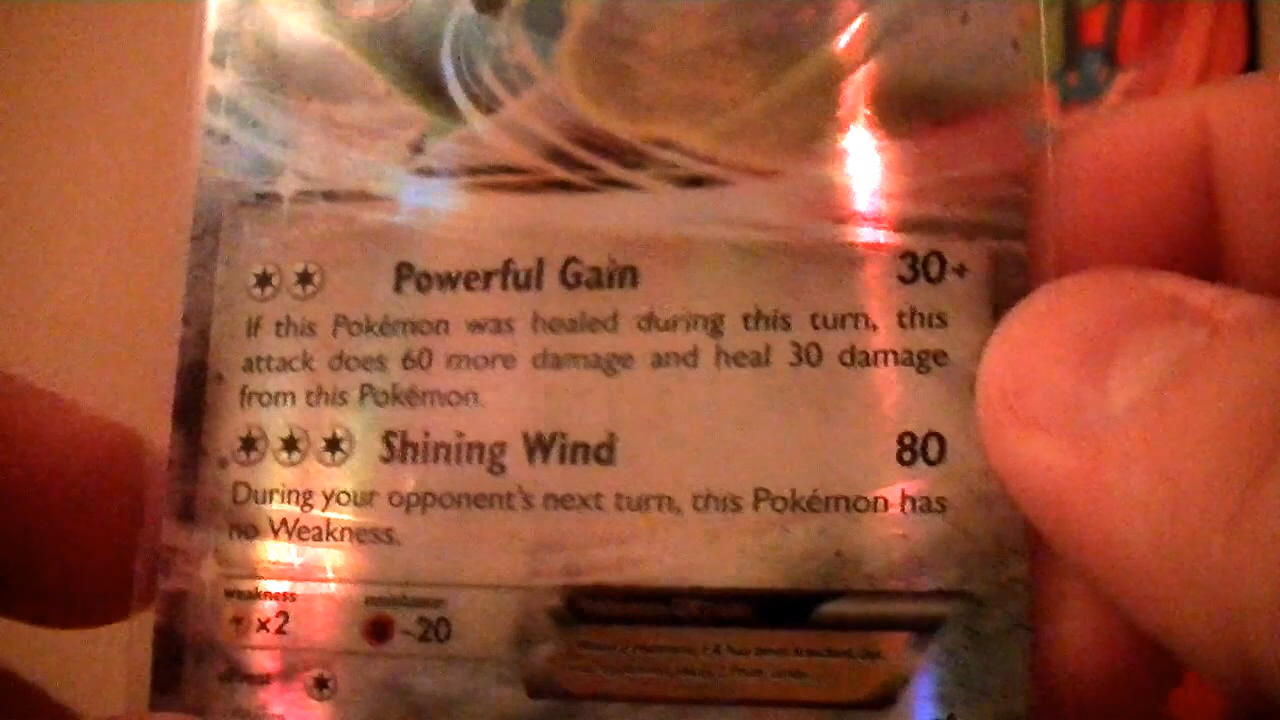 Powerful Gain 30+
If this Pokémon was healed during this turn, this
attack does 60 more damage and heal 30 damage
from this Pokémon.
Shining Wind 80
During your opponent's next turn, this Pokémon has
no Weakness.
weakness
×2 -20